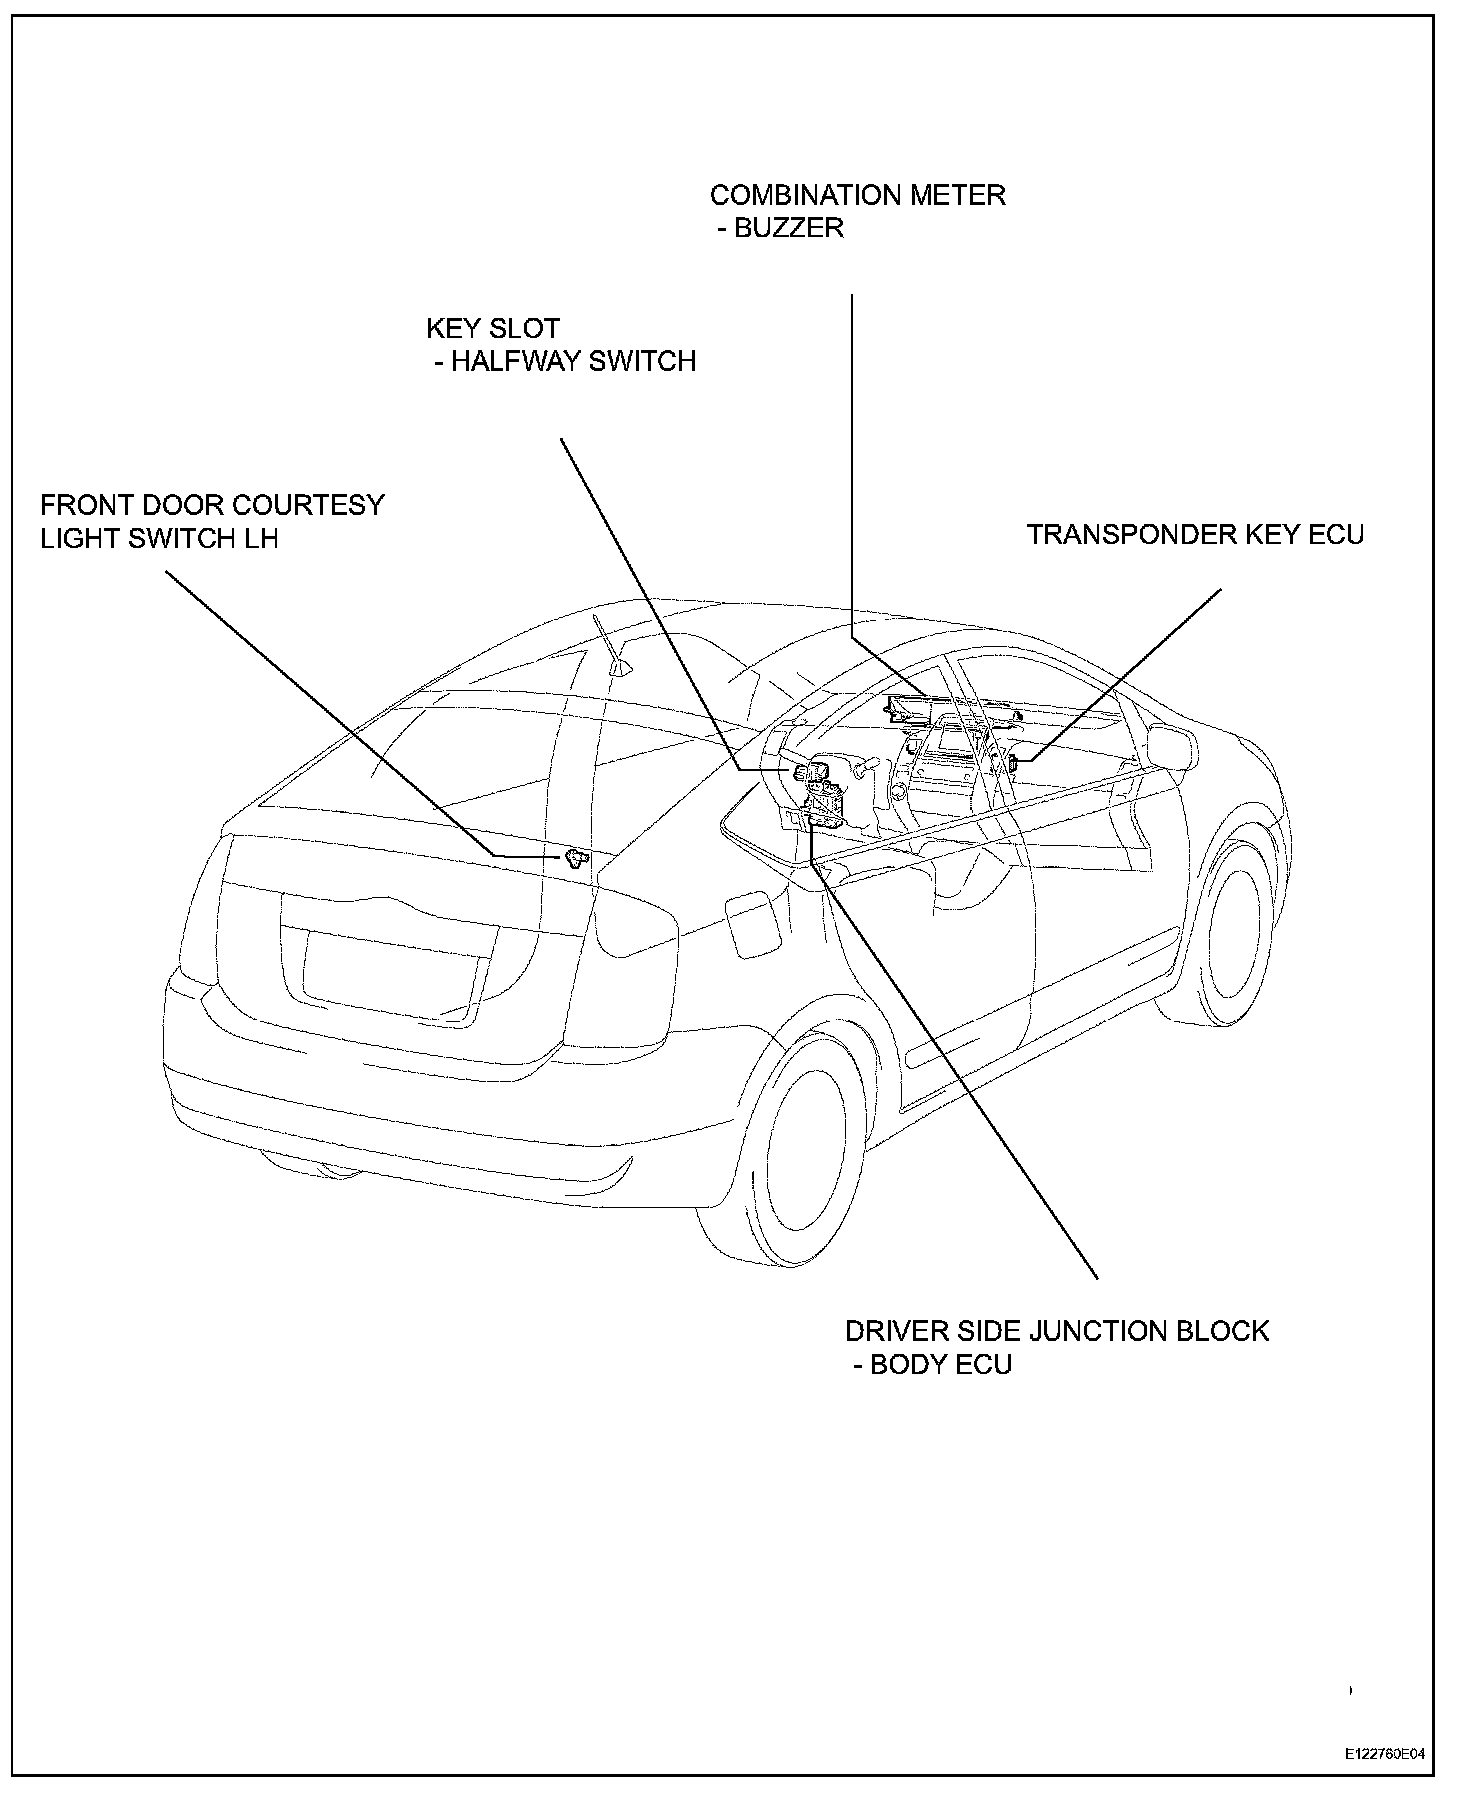 COMBINATION METER
- BUZZER
KEY SLOT
- HALFWAY SWITCH
FRONT DOOR COURTESY
LIGHT SWITCH LH
TRANSPONDER KEY ECU
DRIVER SIDE JUNCTION BLOCK
- BODY ECU
E122760E04